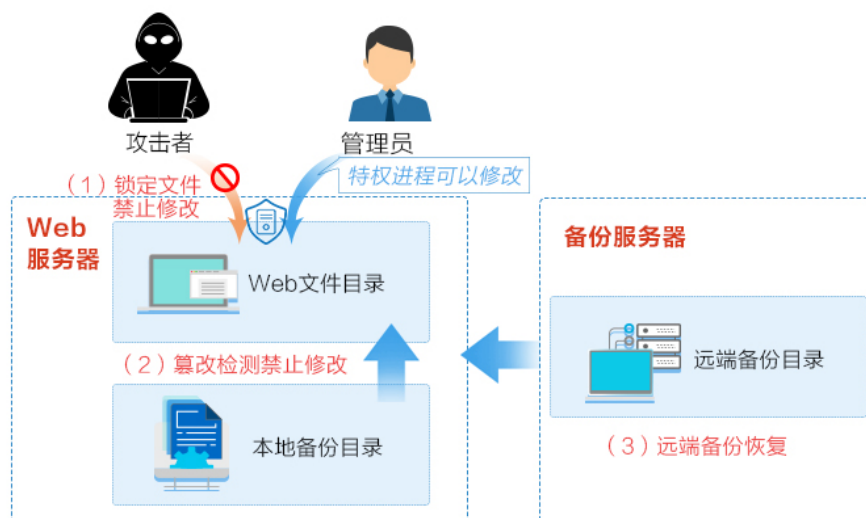 攻击者
管理员
特权进程可以修改
(1)锁定文件
禁止修改
Web
服务器
Web文件目录
(2)篡改检测禁止修改
本地备份目录
备份服务器
远端备份目录
(3)远端备份恢复